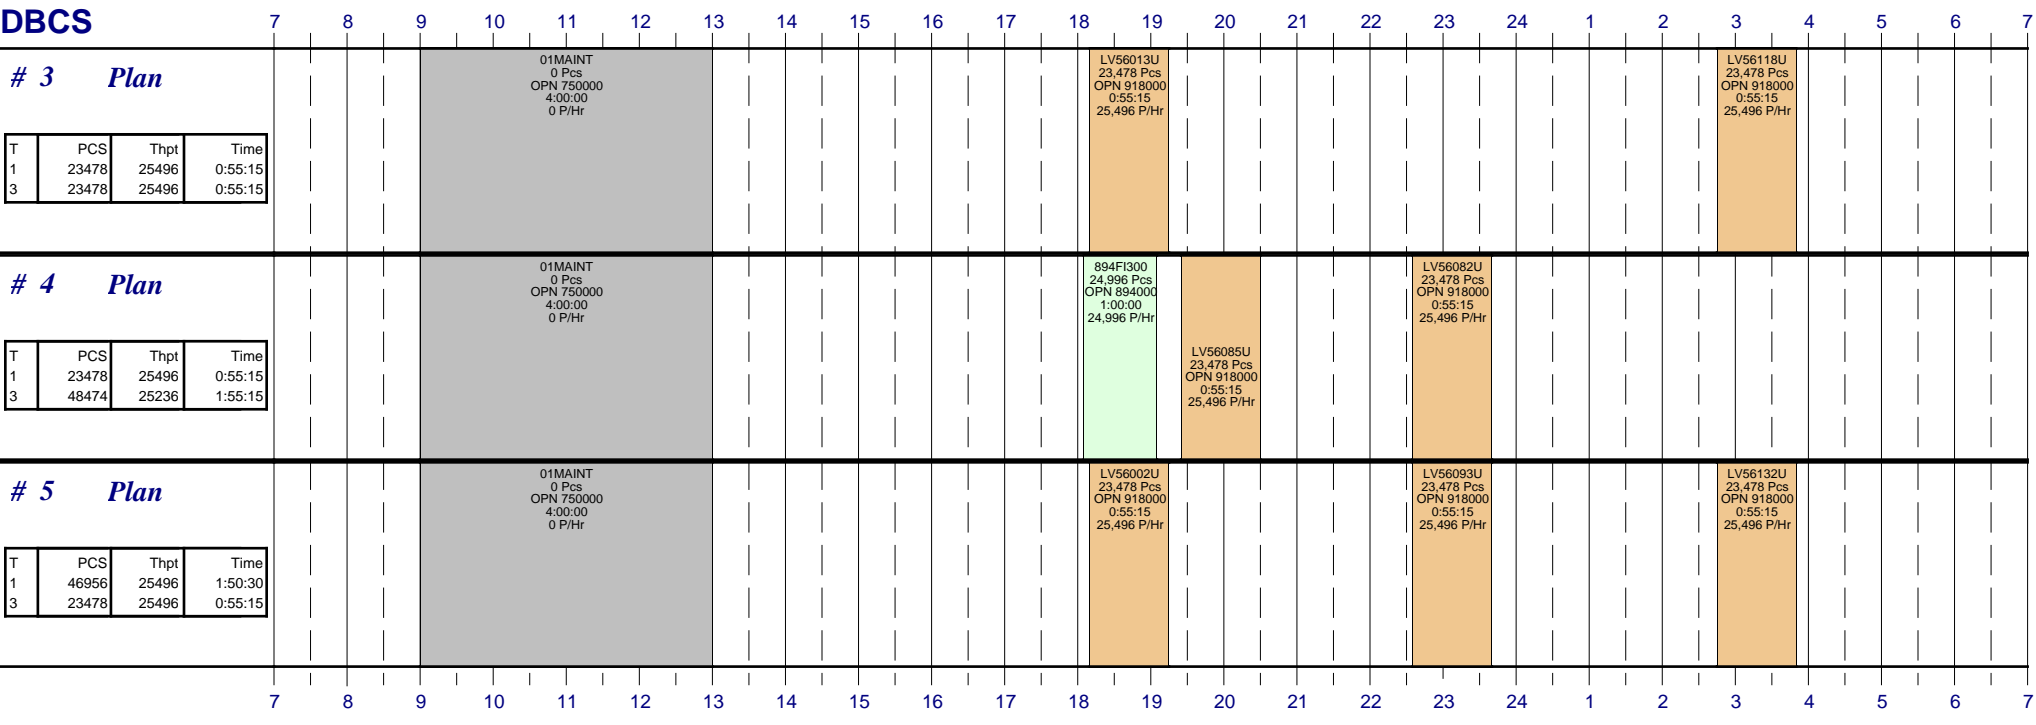 DBCS
7 8 9 10 11 12 13 14 15 16 17 18 19 20 21 22 23 24 1 2 3 4 5 6 7
# 3 Plan
T PCS Thpt Time
1 23478 25496 0:55:15
3 23478 25496 0:55:15
01MAINT
0 Pcs
OPN 750000
4:00:00
0 P/Hr
LV56013U
23,478 Pcs
OPN 918000
0:55:15
25,496 P/Hr
LV56118U
23,478 Pcs
OPN 918000
0:55:15
25,496 P/Hr
# 4 Plan
T PCS Thpt Time
1 23478 25496 0:55:15
3 48474 25236 1:55:15
01MAINT
0 Pcs
OPN 750000
4:00:00
0 P/Hr
894FI300
24,996 Pcs
OPN 894000
1:00:00
24,996 P/Hr
LV56085U
23,478 Pcs
OPN 918000
0:55:15
25,496 P/Hr
LV56082U
23,478 Pcs
OPN 918000
0:55:15
25,496 P/Hr
# 5 Plan
T PCS Thpt Time
1 46956 25496 1:50:30
3 23478 25496 0:55:15
01MAINT
0 Pcs
OPN 750000
4:00:00
0 P/Hr
LV56002U
23,478 Pcs
OPN 918000
0:55:15
25,496 P/Hr
LV56093U
23,478 Pcs
OPN 918000
0:55:15
25,496 P/Hr
LV56132U
23,478 Pcs
OPN 918000
0:55:15
25,496 P/Hr
7 8 9 10 11 12 13 14 15 16 17 18 19 20 21 22 23 24 1 2 3 4 5 6 7